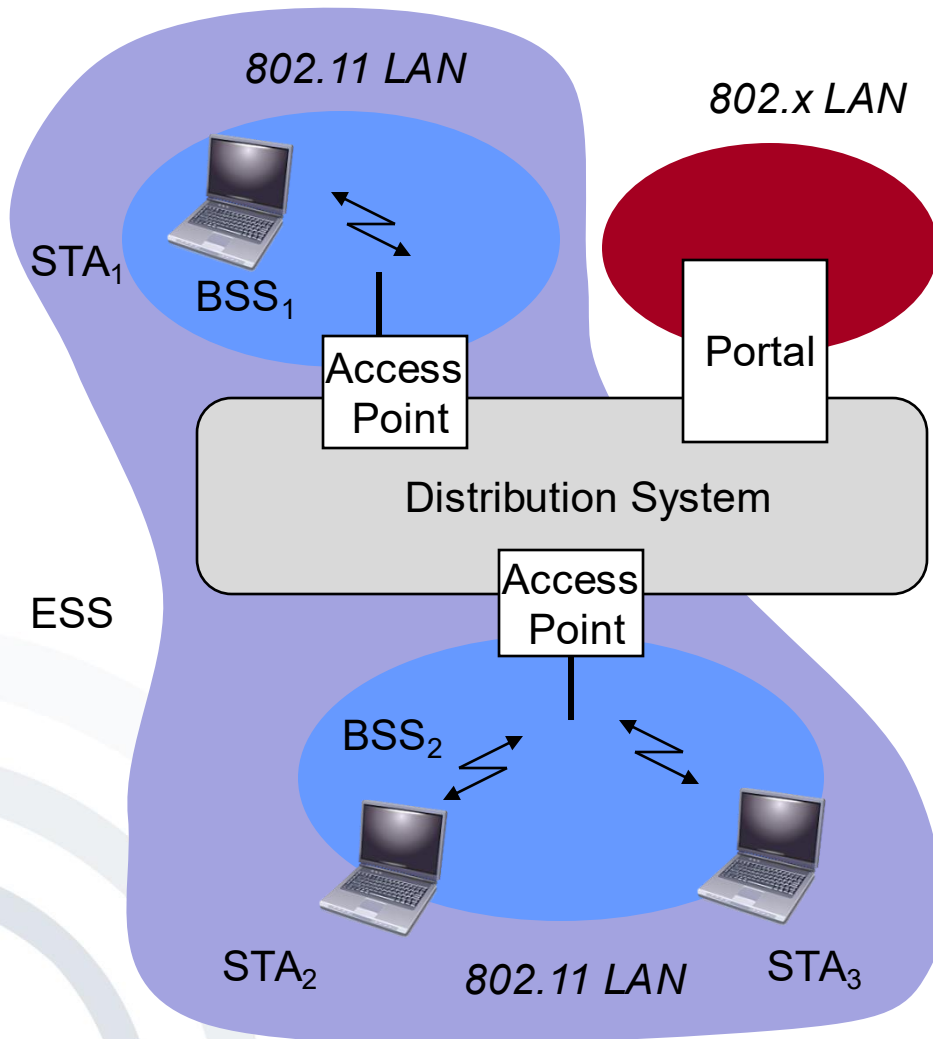 802.11 LAN
802.x LAN
STA₁
BSS₁
Access
Point
Portal
Distribution System
Access
Point
ESS
BSS₂
STA₂
802.11 LAN
STA₃